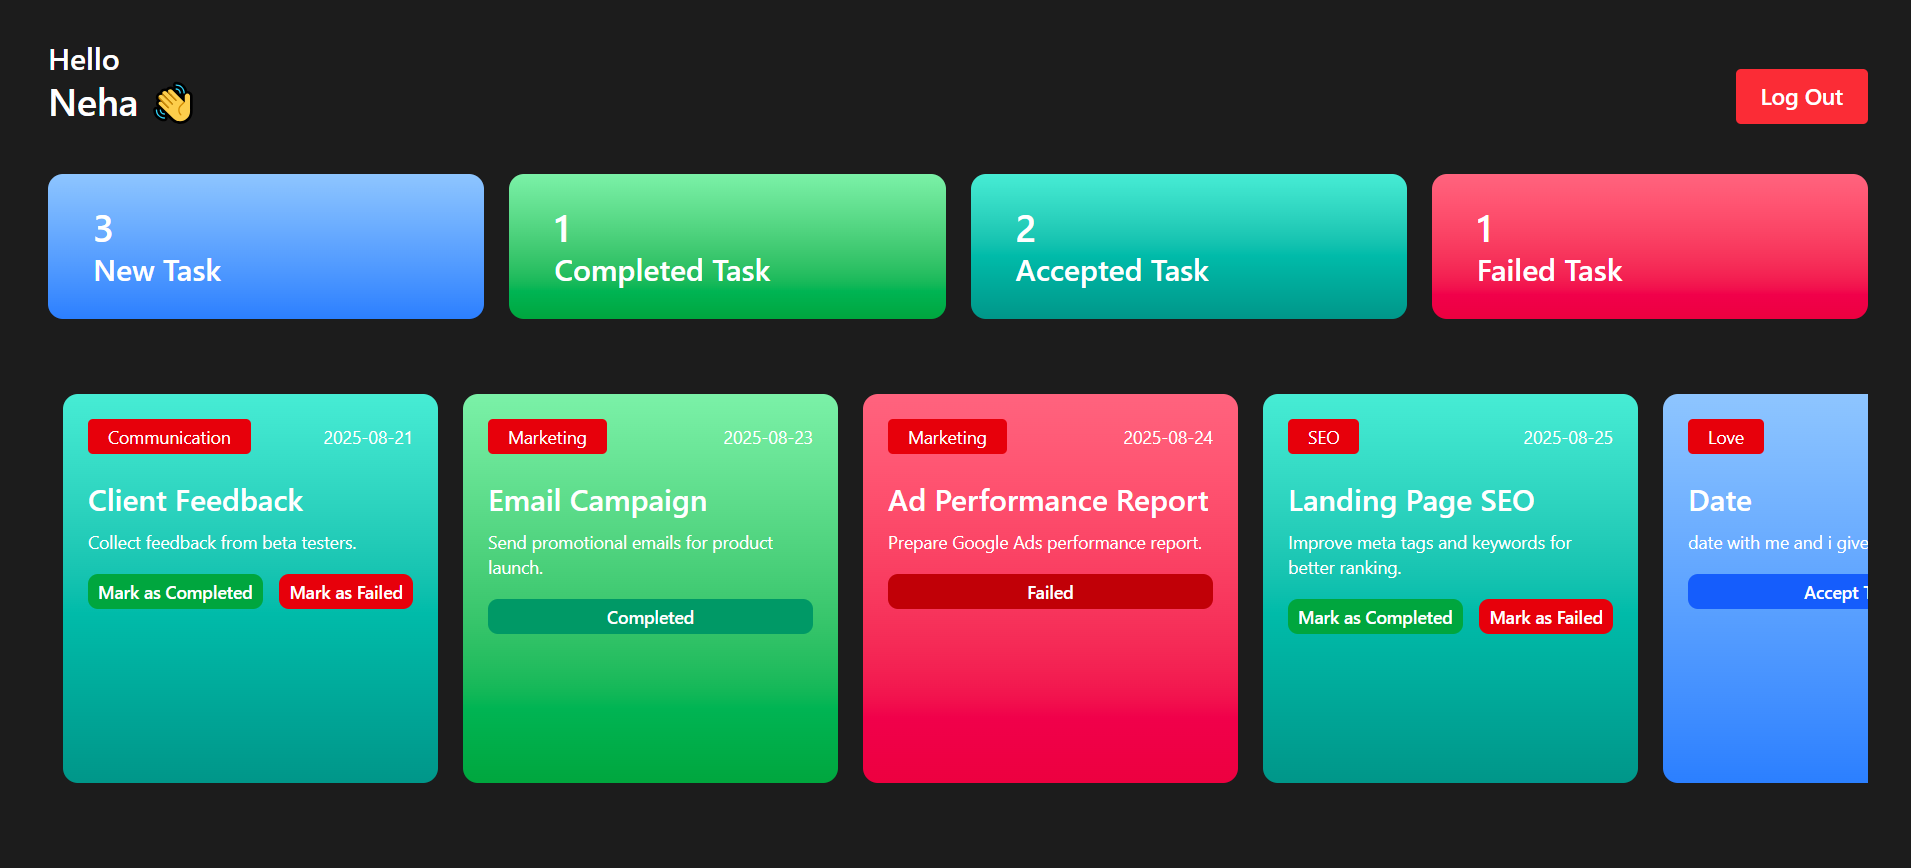 Hello
Neha 👋
Log Out
3
New Task
1
Completed Task
2
Accepted Task
1
Failed Task
Communication 2025-08-21
Client Feedback
Collect feedback from beta testers.
Mark as Completed Mark as Failed
Marketing 2025-08-23
Email Campaign
Send promotional emails for product
launch.
Completed
Marketing 2025-08-24
Ad Performance Report
Prepare Google Ads performance report.
Failed
SEO 2025-08-25
Landing Page SEO
Improve meta tags and keywords for
better ranking.
Mark as Completed Mark as Failed
Love
Date
date with me and i give
Accept